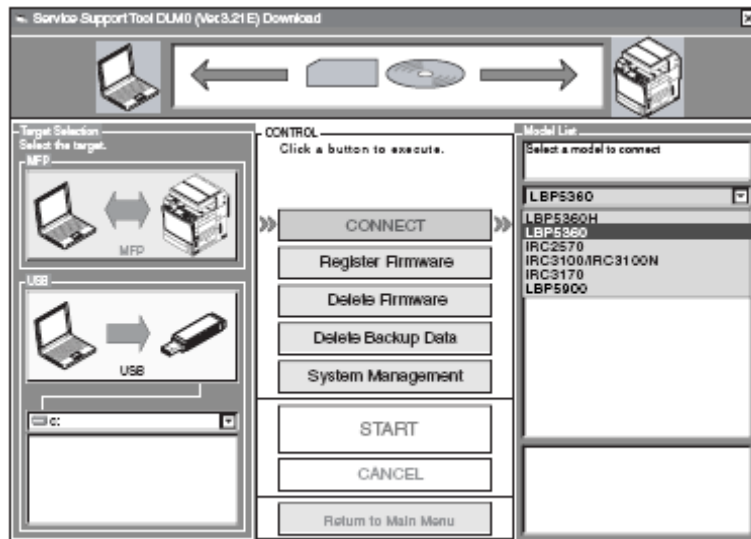 Service Support Tool DLM0 (Ver.3.21E) Download
Target Selection
Select the target.
MFP
MFP
USB
USB
c:
CONTROL
Click a button to execute.
CONNECT
Register Firmware
Delete Firmware
Delete Backup Data
System Management
START
CANCEL
Return to Main Menu
Model List
Select a model to connect
LBP5360
LBP5360H
LBP5360
IRC2570
IRC3100/IRC3100N
IRC3170
LBP5900